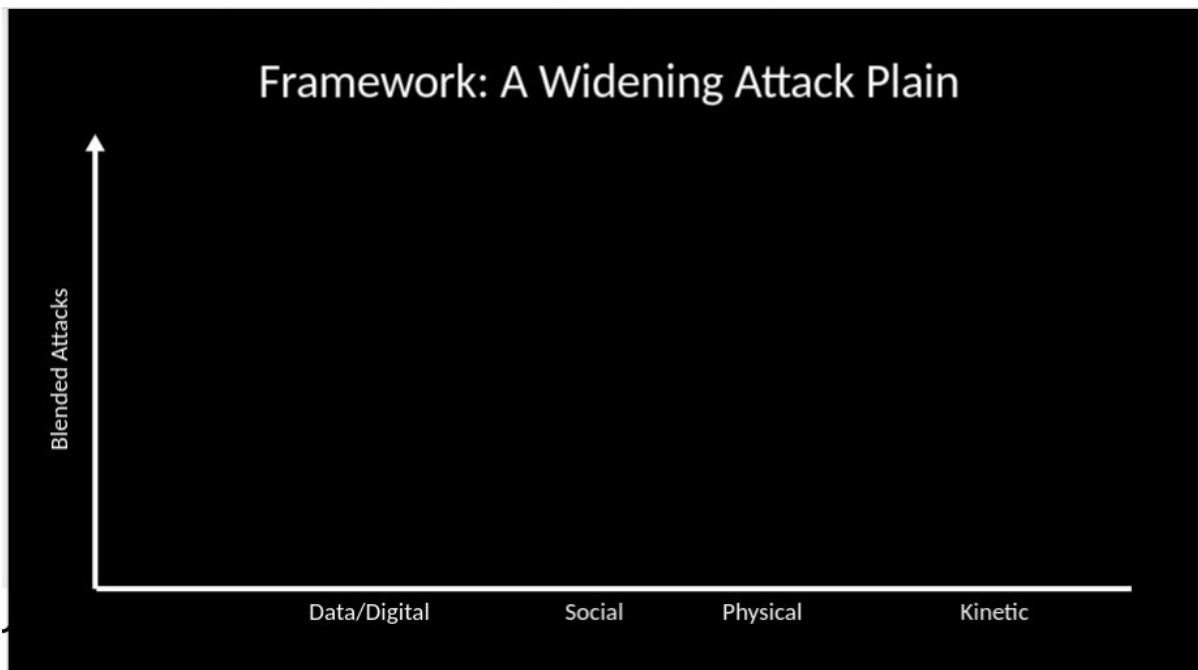 Framework: A Widening Attack Plain
Blended Attacks
Data/Digital Social Physical Kinetic